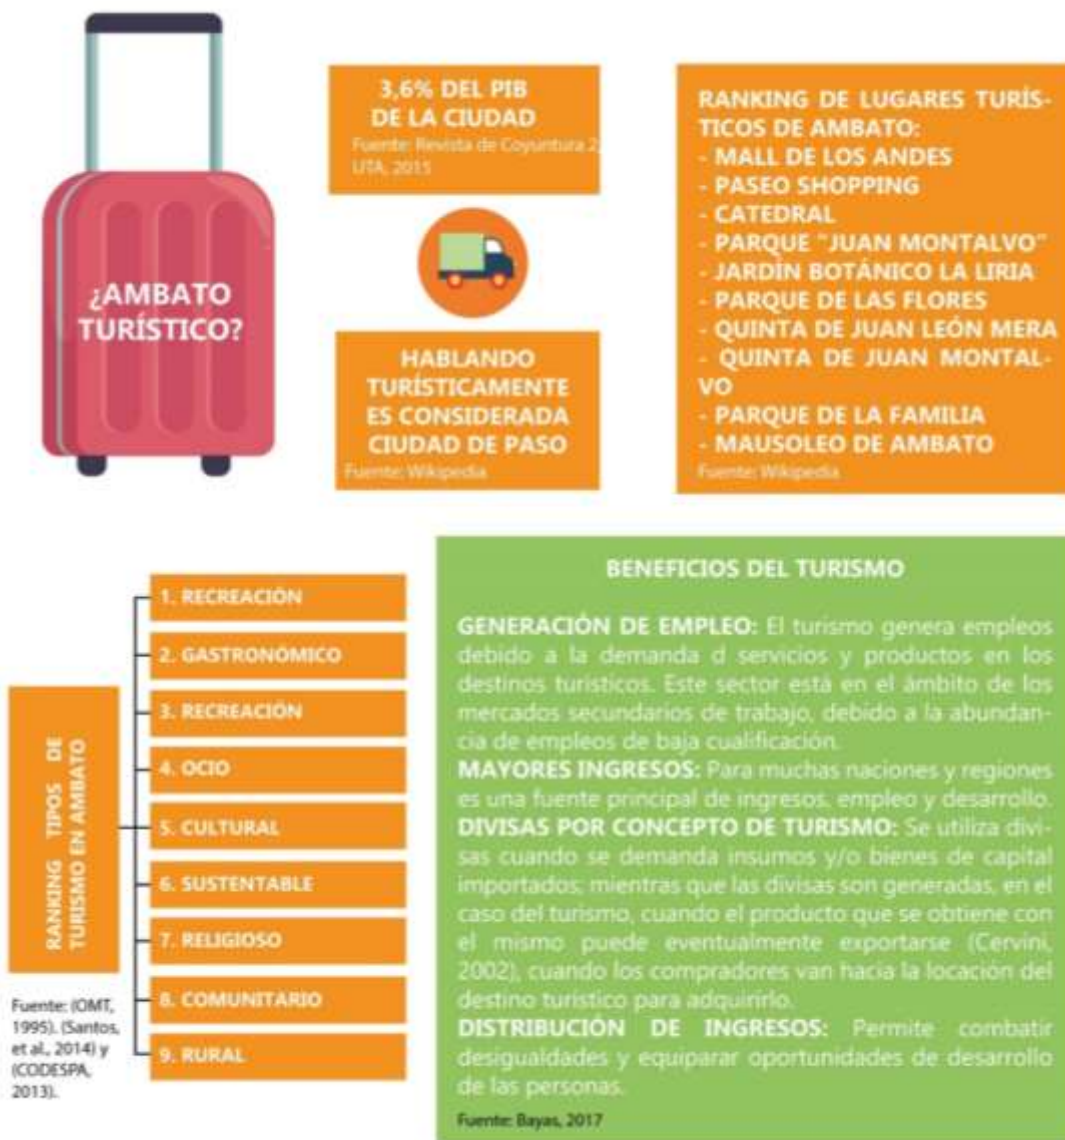 ¿AMBATO
TURÍSTICO?
3,6% DEL PIB
DE LA CIUDAD
Fuente: Revista de Coyuntura 2,
UTA, 2015
HABLANDO
TURÍSTICAMENTE
ES CONSIDERADA
CIUDAD DE PASO
Fuente: Wikipedia
RANKING DE LUGARES TURÍS-
TICOS DE AMBATO:
- MALL DE LOS ANDES
- PASEO SHOPPING
- CATEDRAL
- PARQUE "JUAN MONTALVO"
- JARDÍN BOTÁNICO LA LIRIA
- PARQUE DE LAS FLORES
- QUINTA DE JUAN LEÓN MERA
- QUINTA DE JUAN MONTAL-
VO
- PARQUE DE LA FAMILIA
- MAUSOLEO DE AMBATO
Fuente: Wikipedia
RANKING TIPOS DE
TURISMO EN AMBATO
1. RECREACIÓN
2. GASTRONÓMICO
3. RECREACIÓN
4. OCIO
5. CULTURAL
6. SUSTENTABLE
7. RELIGIOSO
8. COMUNITARIO
9. RURAL
Fuente: (OMT,
1995). (Santos,
et al., 2014) y
(CODESPA,
2013).
BENEFICIOS DEL TURISMO
GENERACIÓN DE EMPLEO: El turismo genera empleos
debido a la demanda d servicios y productos en los
destinos turísticos. Este sector está en el ámbito de los
mercados secundarios de trabajo, debido a la abundan-
cia de empleos de baja cualificación.
MAYORES INGRESOS: Para muchas naciones y regiones
es una fuente principal de ingresos, empleo y desarrollo.
DIVISAS POR CONCEPTO DE TURISMO: Se utiliza divi-
sas cuando se demanda insumos y/o bienes de capital
importados; mientras que las divisas son generadas, en el
caso del turismo, cuando el producto que se obtiene con
el mismo puede eventualmente exportarse (Cervini,
2002), cuando los compradores van hacia la locación del
destino turístico para adquirirlo.
DISTRIBUCIÓN DE INGRESOS: Permite combatir
desigualdades y equiparar oportunidades de desarrollo
de las personas.
Fuente: Bayas, 2017